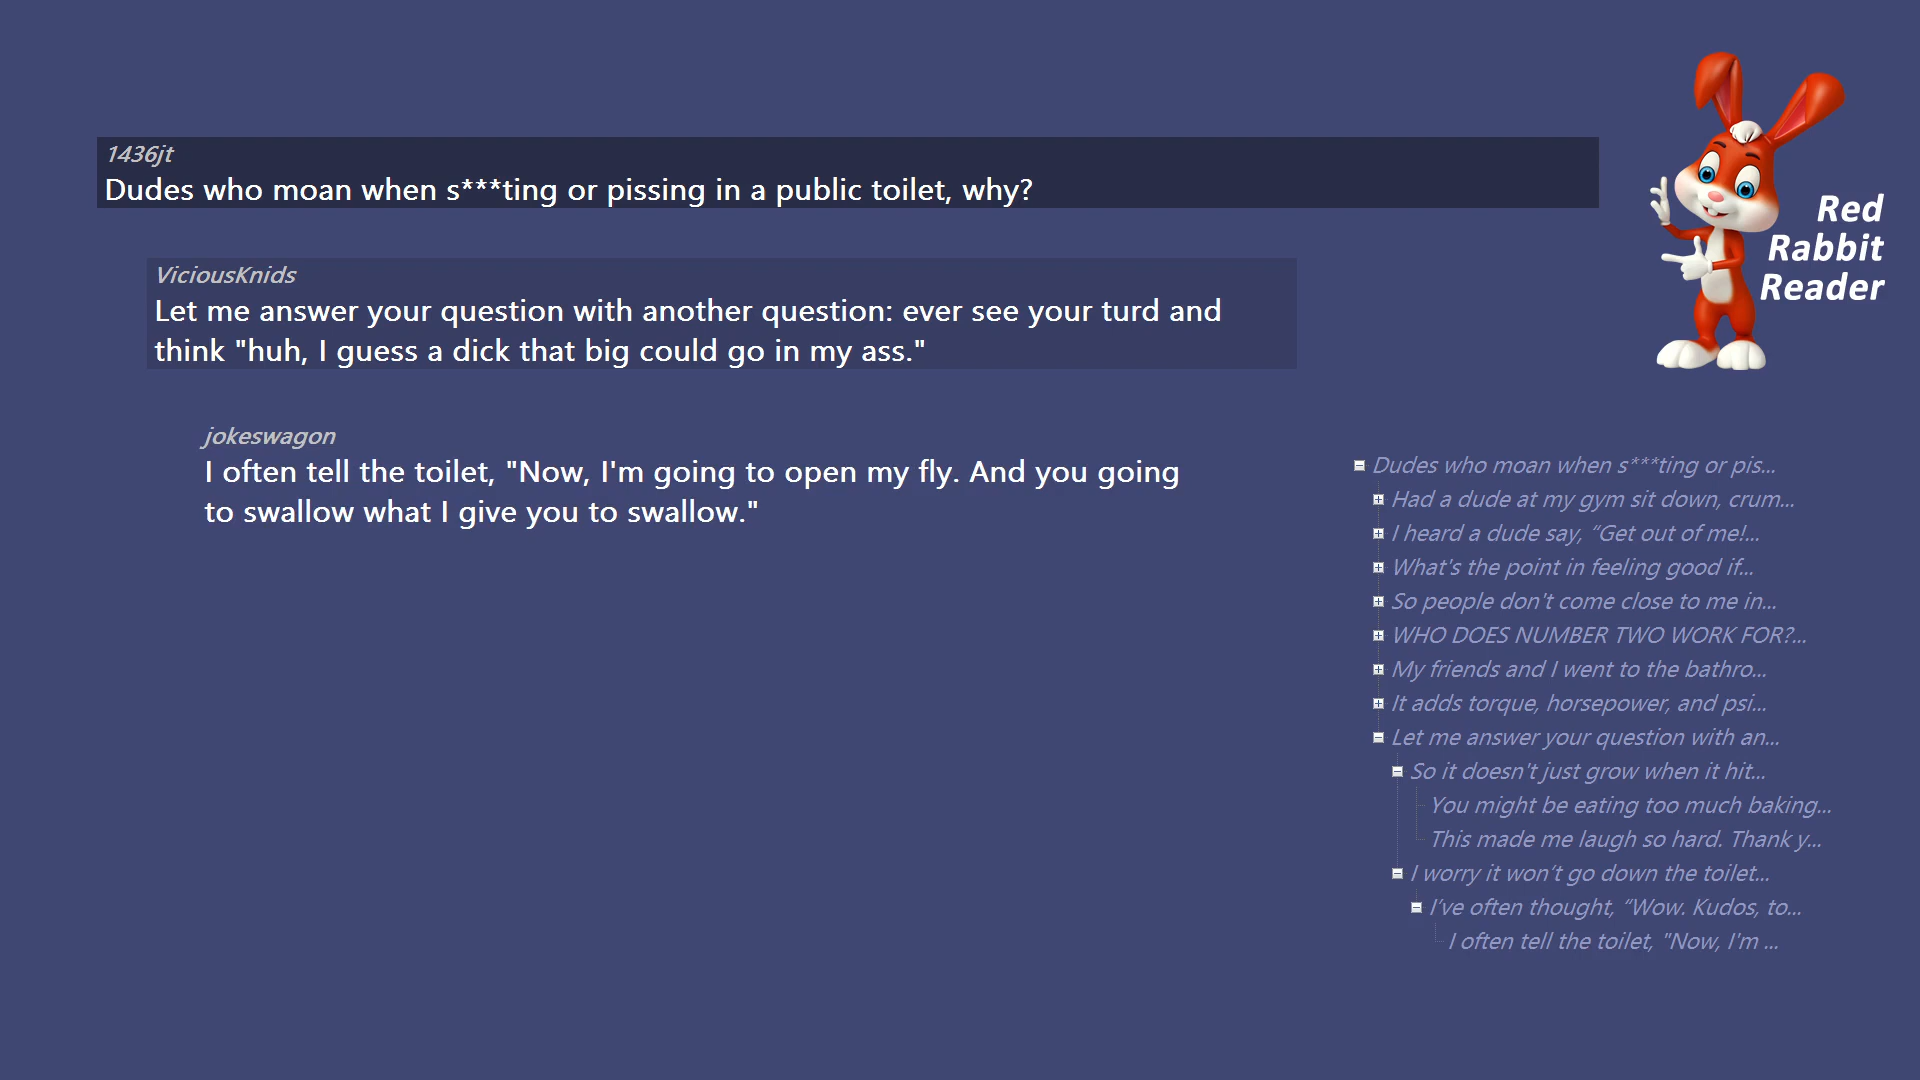 1436jt
Dudes who moan when s***ting or pissing in a public toilet, why?
ViciousKnids
Let me answer your question with another question: ever see your turd and
think "huh, I guess a dick that big could go in my ass."
jokeswagon
I often tell the toilet, "Now, I'm going to open my fly. And you going
to swallow what I give you to swallow."
Red
Rabbit
Reader
Dudes who moan when s***ting or pis...
Had a dude at my gym sit down, crum...
I heard a dude say, “Get out of me!...
What's the point in feeling good if...
So people don't come close to me in...
WHO DOES NUMBER TWO WORK FOR?...
My friends and I went to the bathro...
It adds torque, horsepower, and psi...
Let me answer your question with an...
So it doesn't just grow when it hit...
You might be eating too much baking...
This made me laugh so hard. Thank y...
I worry it won’t go down the toilet...
I’ve often thought, “Wow. Kudos, to...
I often tell the toilet, "Now, I'm ...